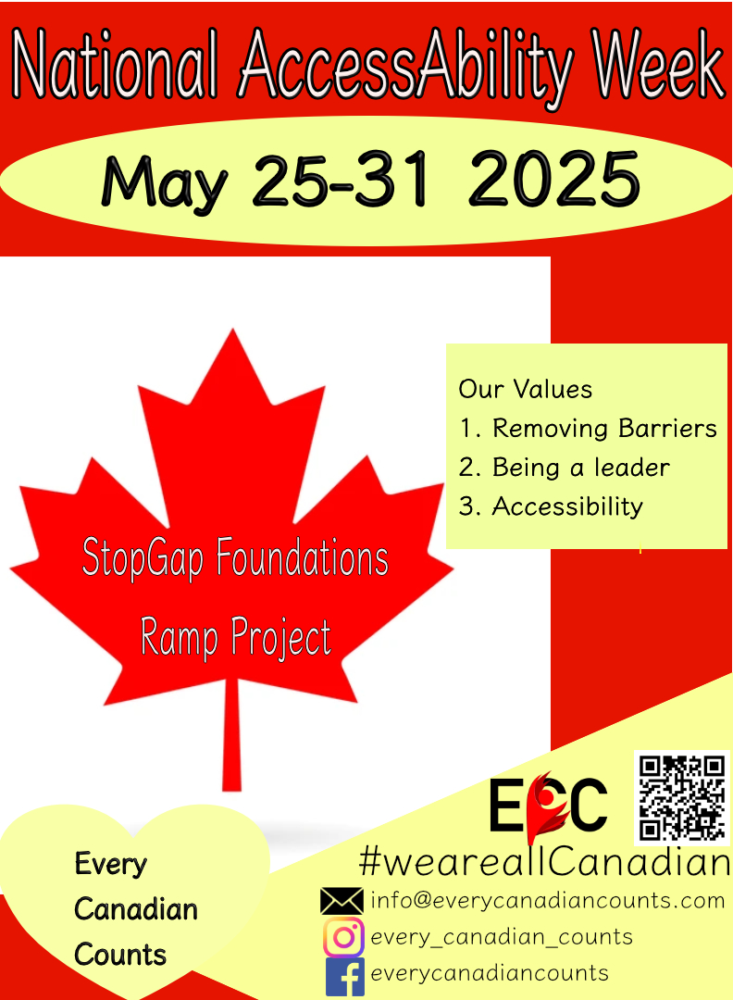 National AccessAbility Week
May 25-31 2025
Our Values
1. Removing Barriers
2. Being a leader
3. Accessibility
StopGap Foundations
Ramp Project
Every
Canadian
Counts
ECC
#weareallCanadian
info@everycanadiancounts.com
every_canadian_counts
everycanadiancounts